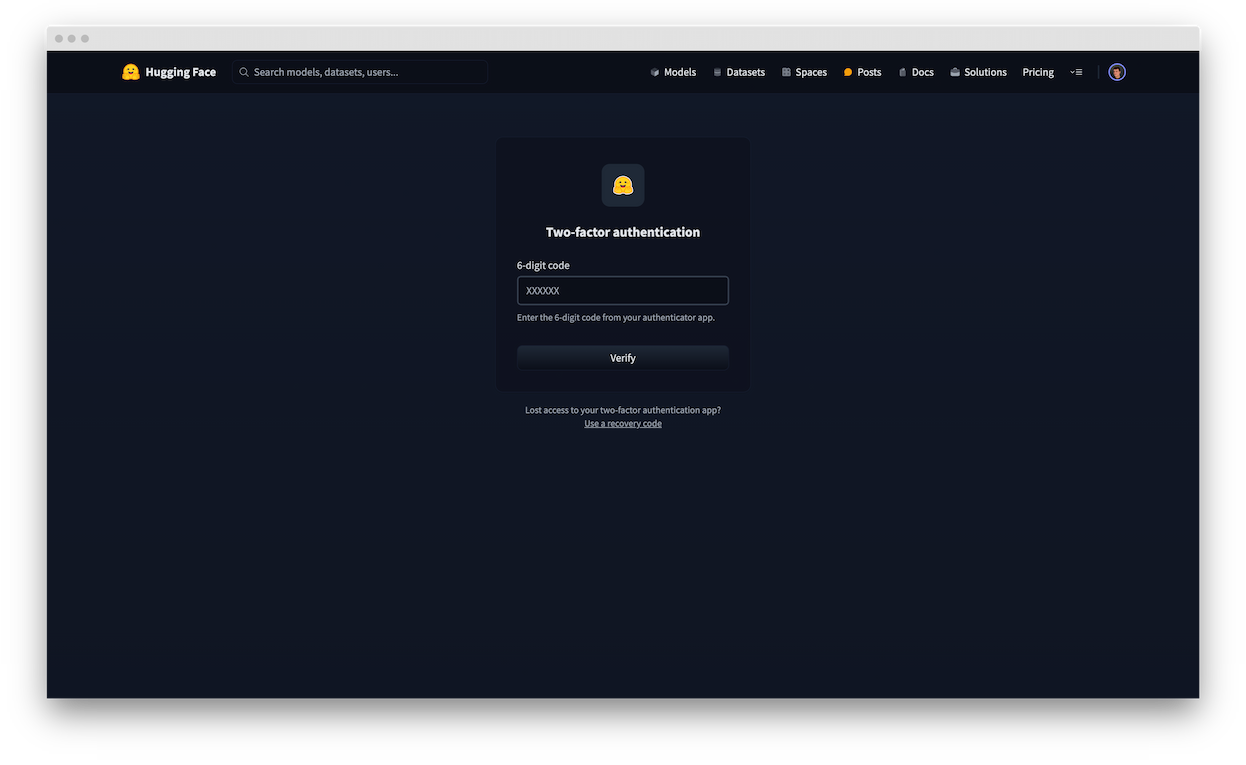 Hugging Face
Search models, datasets, users...
Models
Datasets
Spaces
Posts
Docs
Solutions
Pricing
Two-factor authentication
6-digit code
XXXXXX
Enter the 6-digit code from your authenticator app.
Verify
Lost access to your two-factor authentication app?
Use a recovery code